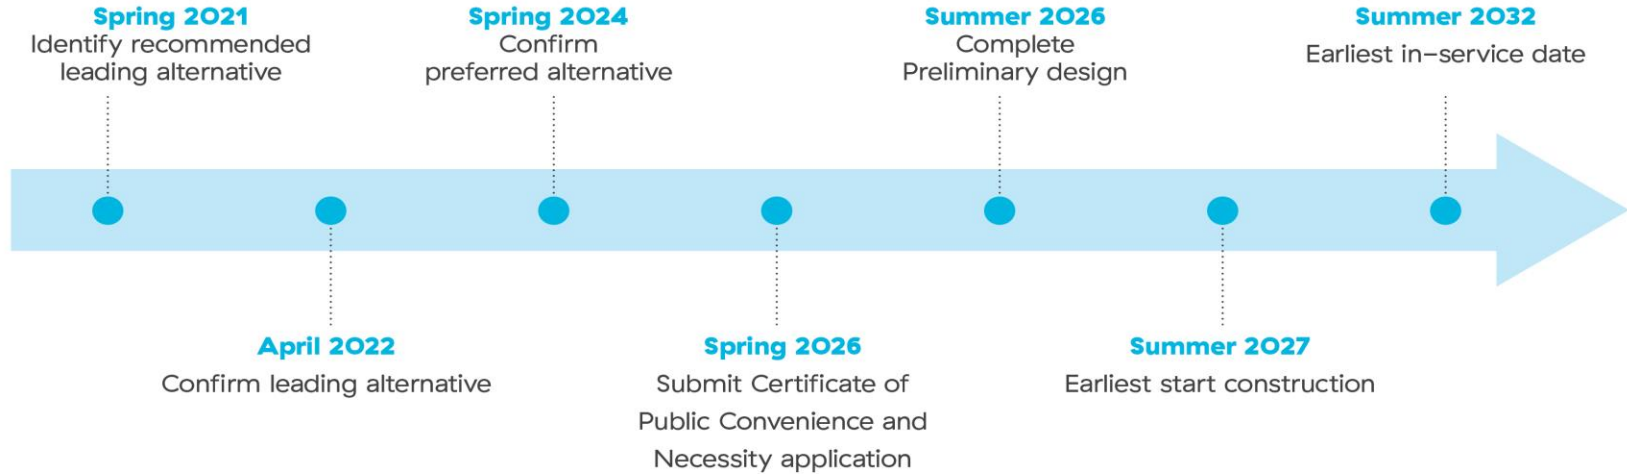 Spring 2021
Identify recommended
leading alternative
April 2022
Confirm leading alternative
Spring 2024
Confirm
preferred alternative
Spring 2026
Submit Certificate of
Public Convenience and
Necessity application
Summer 2026
Complete
Preliminary design
Summer 2027
Earliest start construction
Summer 2032
Earliest in-service date